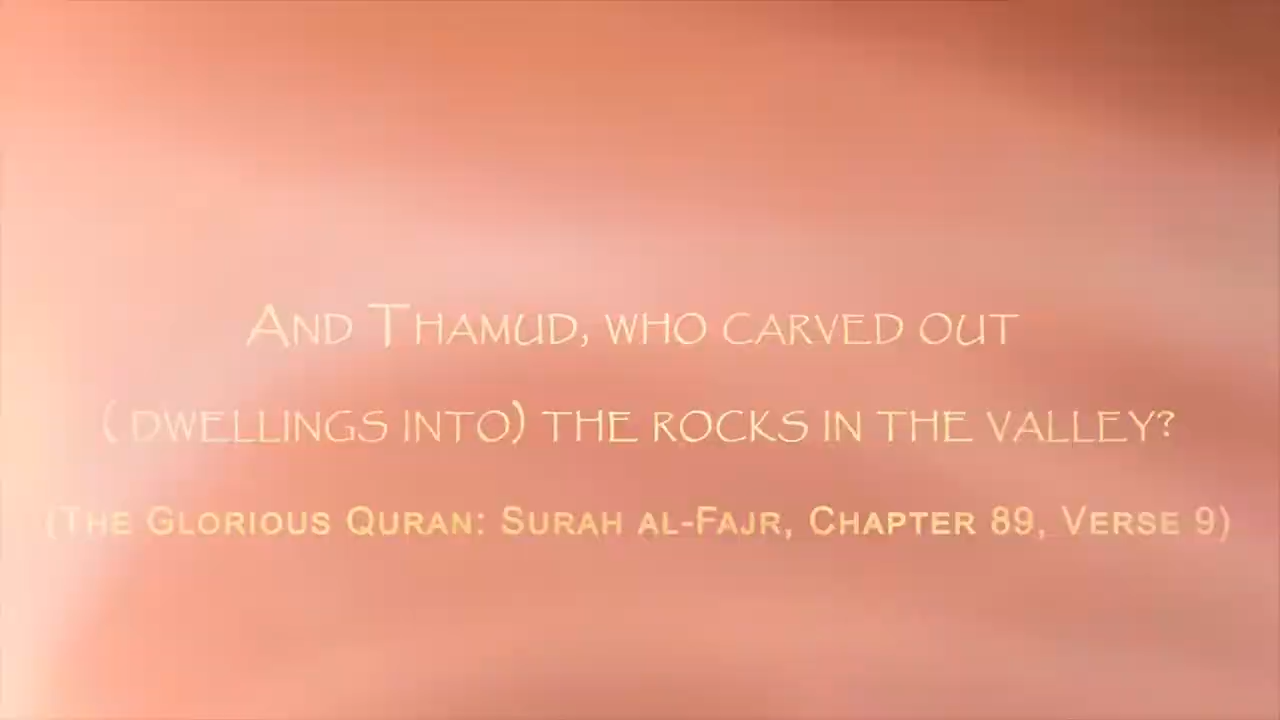 And Thamud, who carved out
( dwellings into) the rocks in the valley?
(The Glorious Quran: Surah al-Fajr, Chapter 89, Verse 9)